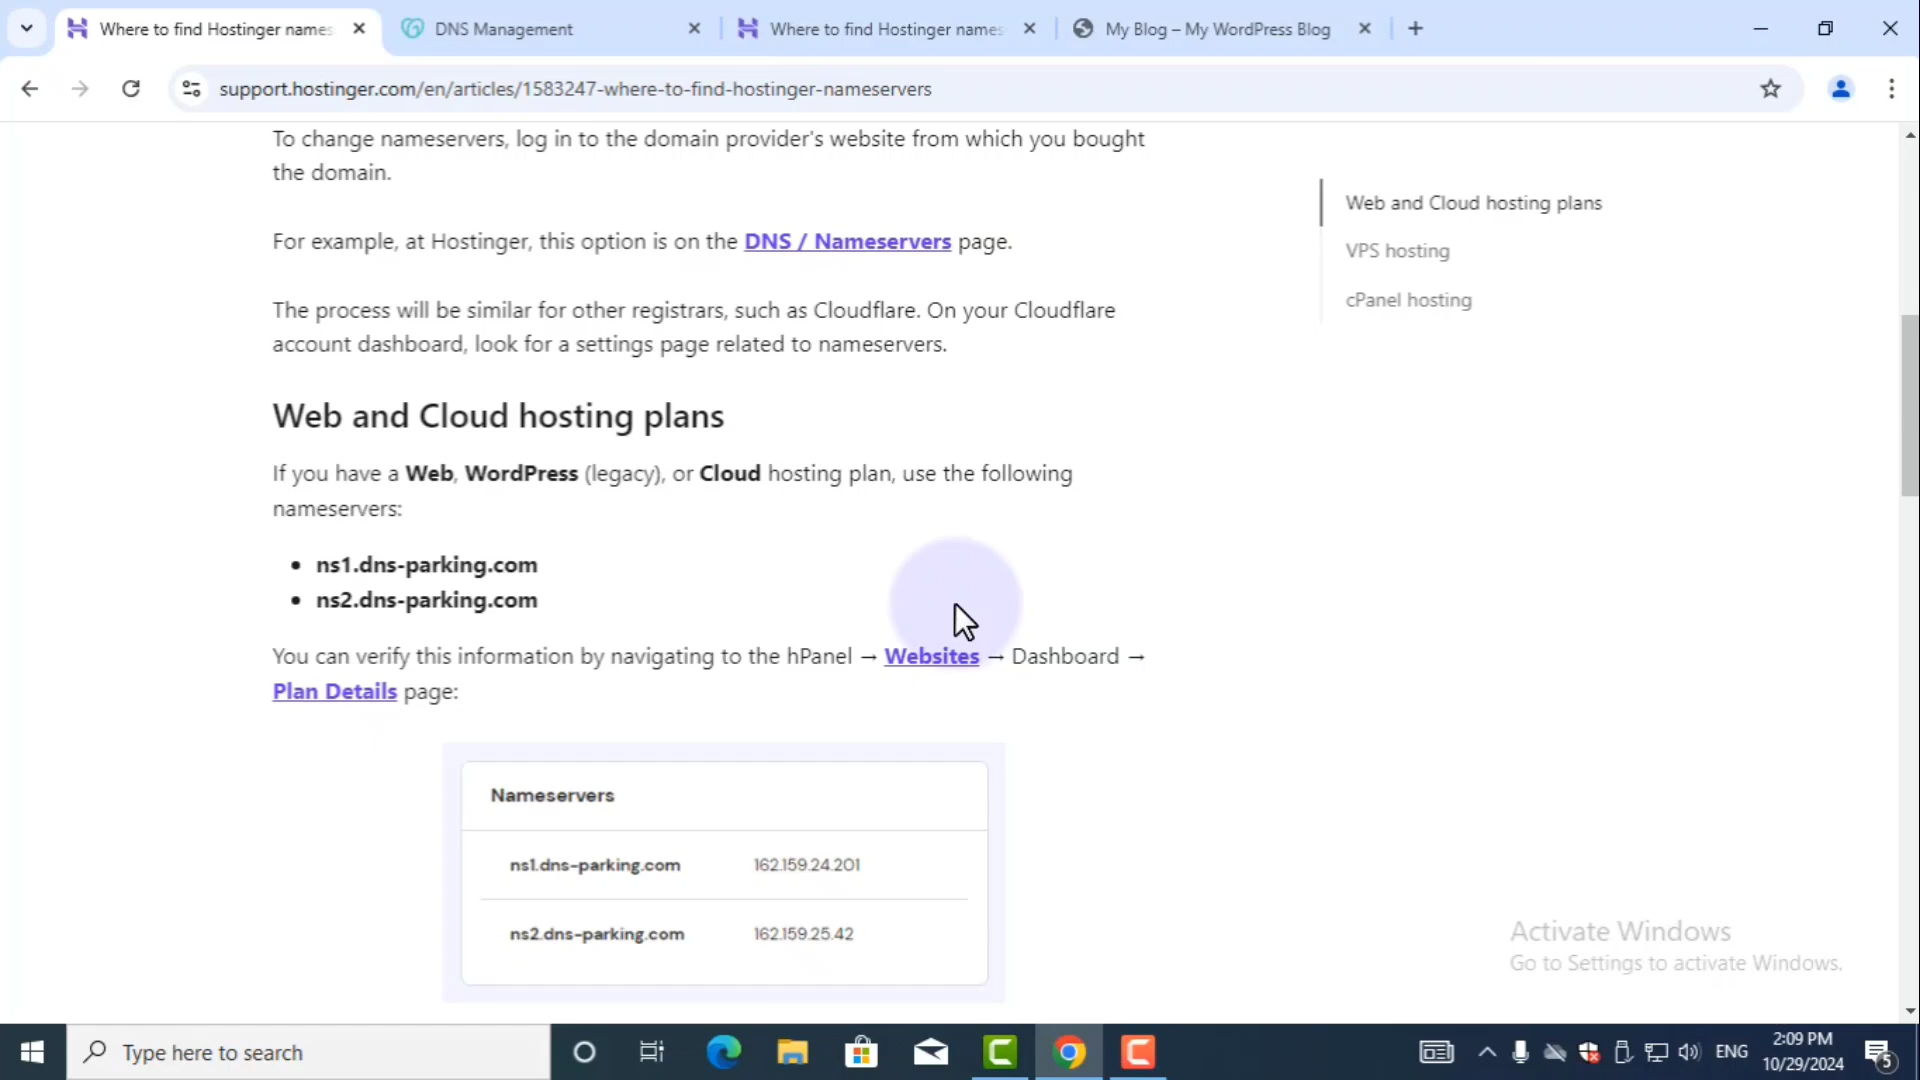 Where to find Hostinger names
DNS Management
Where to find Hostinger names
My Blog – My WordPress Blog
support.hostinger.com/en/articles/1583247-where-to-find-hostinger-nameservers
To change nameservers, log in to the domain provider's website from which you bought
the domain.
For example, at Hostinger, this option is on the DNS / Nameservers page.
The process will be similar for other registrars, such as Cloudflare. On your Cloudflare
account dashboard, look for a settings page related to nameservers.
Web and Cloud hosting plans
If you have a Web, WordPress (legacy), or Cloud hosting plan, use the following
nameservers:
• ns1.dns-parking.com
• ns2.dns-parking.com
You can verify this information by navigating to the hPanel → Websites → Dashboard →
Plan Details page:
Nameservers
ns1.dns-parking.com 162.159.24.201
ns2.dns-parking.com 162.159.25.42
Web and Cloud hosting plans
VPS hosting
cPanel hosting
Activate Windows
Go to Settings to activate Windows.
Type here to search
ENG
2:09 PM
10/29/2024
5